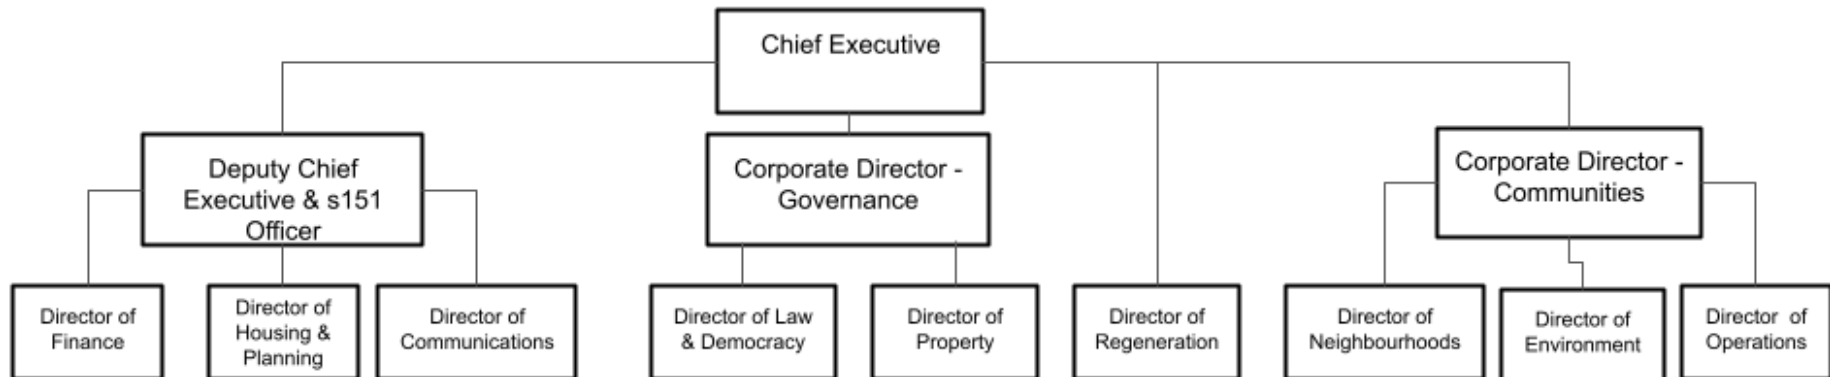 Chief Executive
Deputy Chief
Executive & s151
Officer
Corporate Director -
Governance
Corporate Director -
Communities
Director of
Finance
Director of
Housing &
Planning
Director of
Communications
Director of Law
& Democracy
Director of
Property
Director of
Regeneration
Director of
Neighbourhoods
Director of
Environment
Director of
Operations